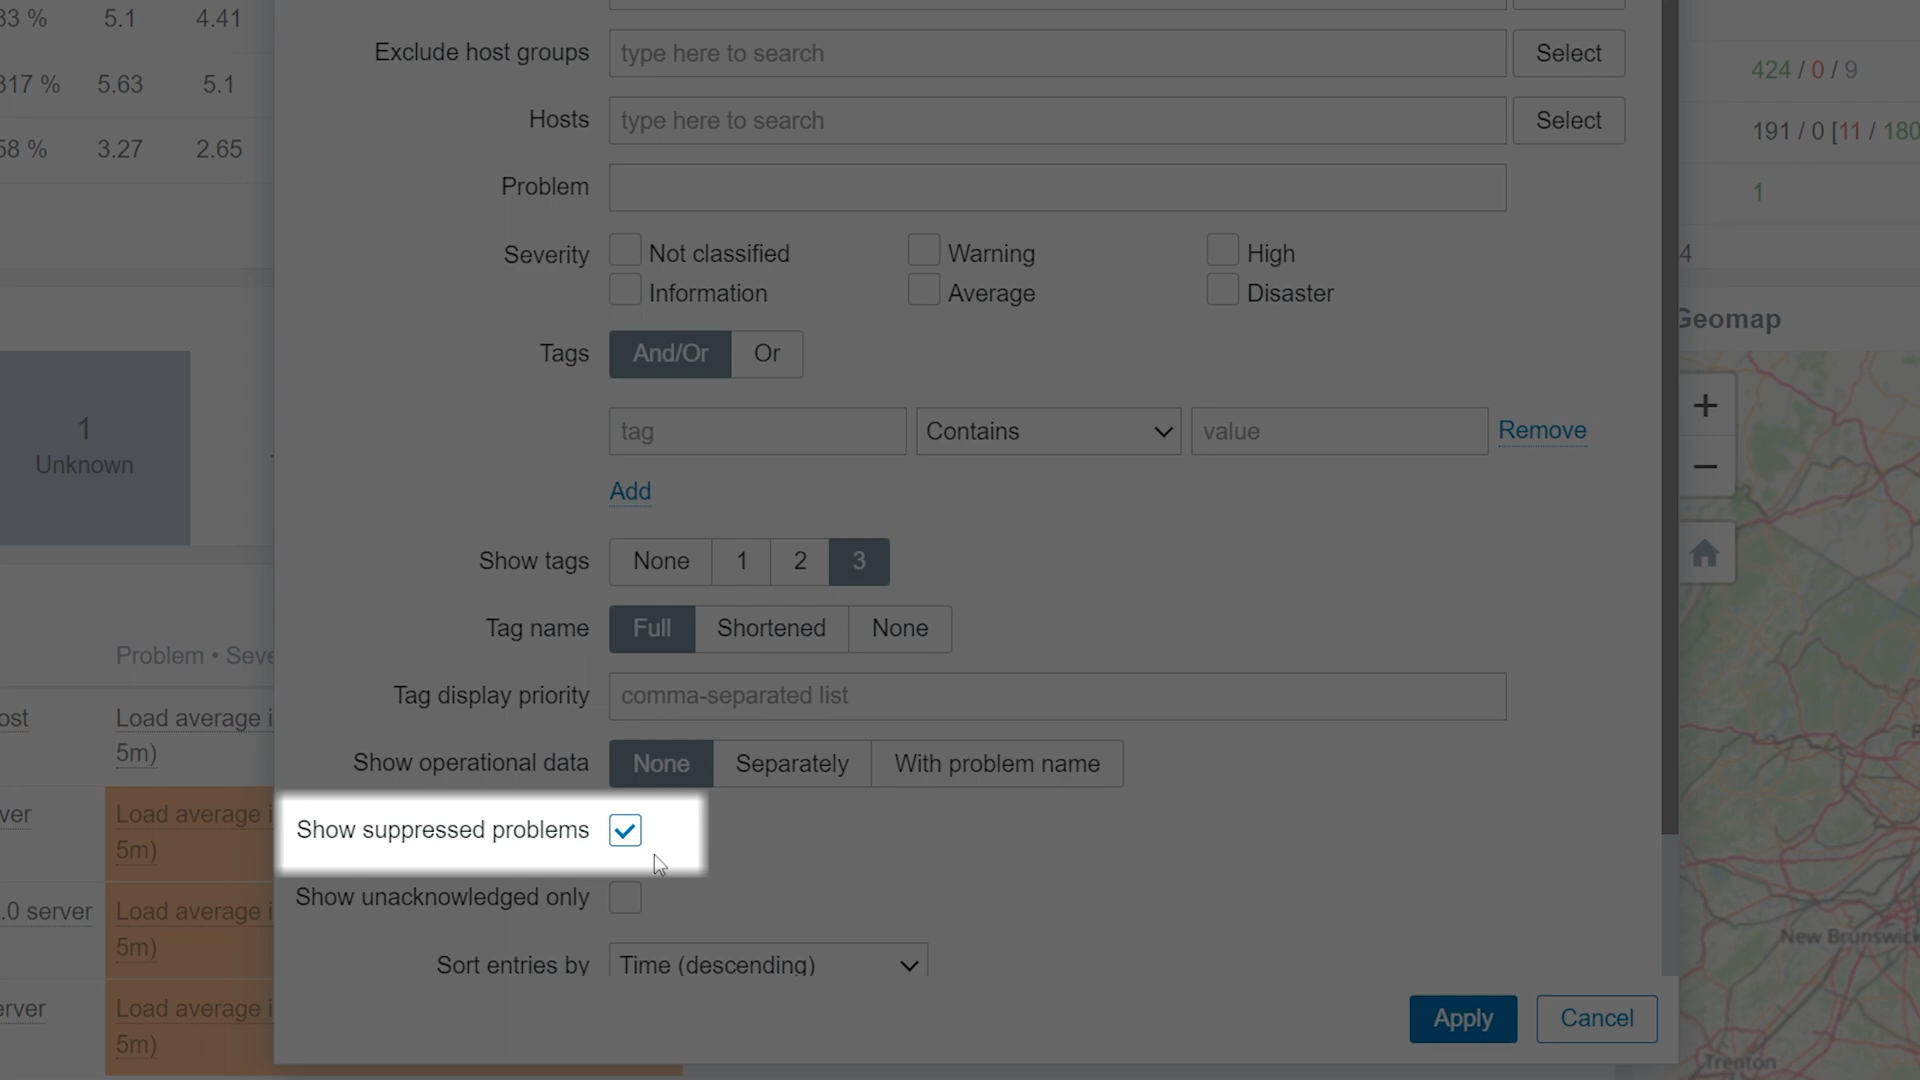 33 % 5.1 4.41
Exclude host groups type here to search Select
424 / 0 / 9
317 % 5.63 5.1
Hosts type here to search Select
191 / 0 [11 / 180
58 % 3.27 2.65
Problem
1
Severity Not classified Warning High
4
Information Average Disaster
Geomap
Tags And/Or Or
1
Unknown
tag Contains value Remove
+
−
Add
Show tags None 1 2 3
Tag name Full Shortened None
Problem • Seve
Tag display priority comma-separated list
ost Load average i
5m)
Show operational data None Separately With problem name
ver Load average i
5m)
Show suppressed problems
Show unacknowledged only
.0 server Load average i
5m)
New Brunswick
Sort entries by Time (descending)
erver Load average i
5m)
Apply Cancel
Trenton